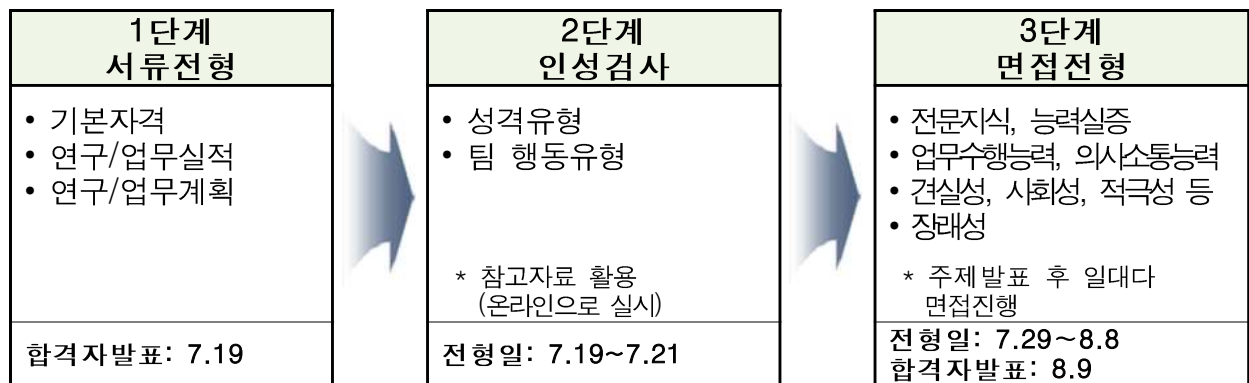 1단계
서류전형
• 기본자격
• 연구/업무실적
• 연구/업무계획
합격자발표: 7.19
2단계
인성검사
• 성격유형
• 팀 행동유형
* 참고자료 활용
(온라인으로 실시)
전형일: 7.19~7.21
3단계
면접전형
• 전문지식, 능력실증
• 업무수행능력, 의사소통능력
• 견실성, 사회성, 적극성 등
• 장래성
* 주제발표 후 일대다
면접진행
전형일: 7.29~8.8
합격자발표: 8.9